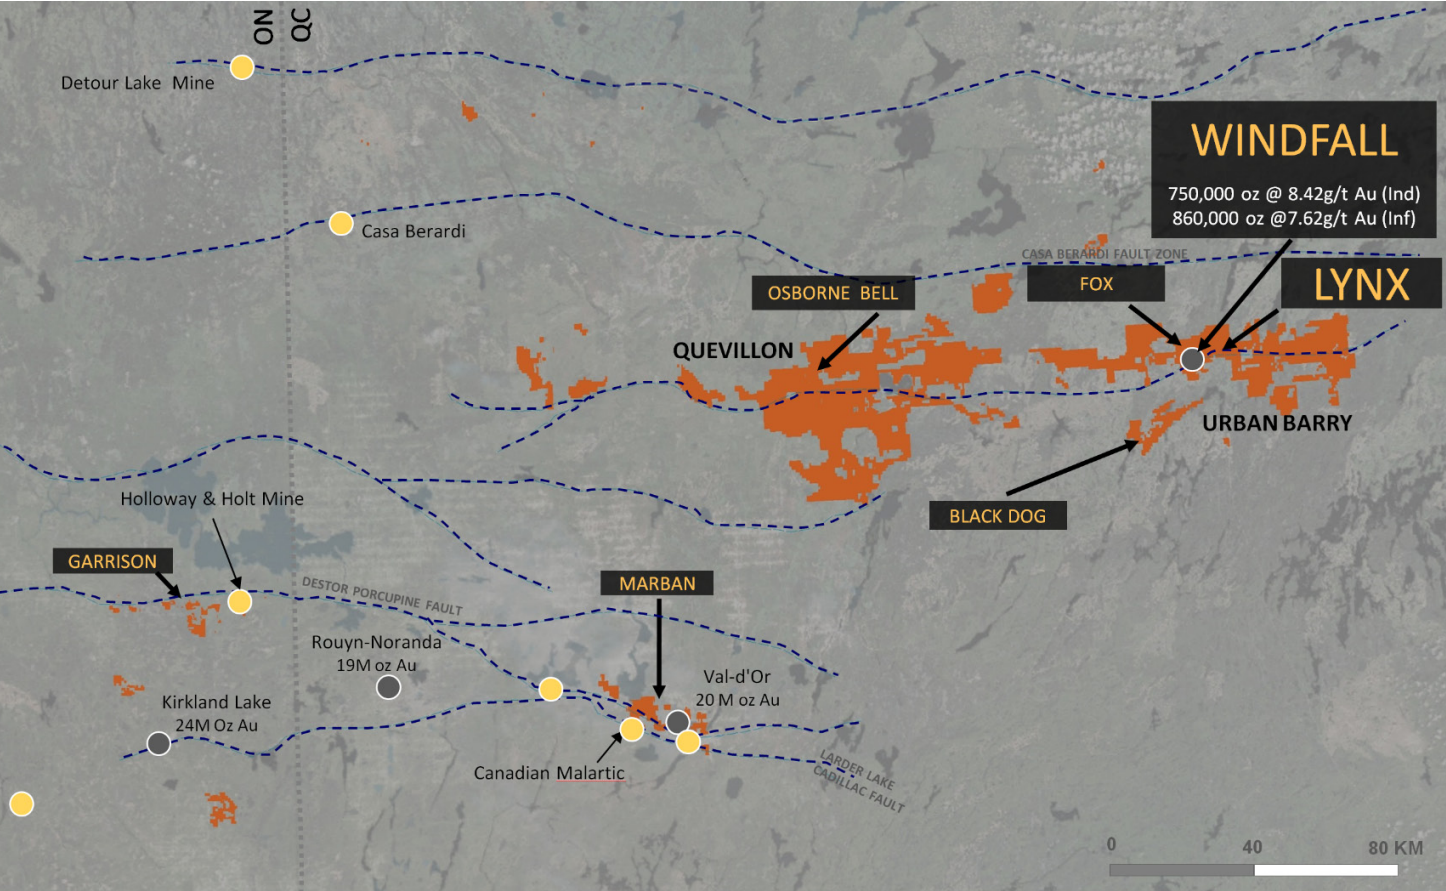 ON
QC
Detour Lake Mine
WINDFALL
750,000 oz @ 8.42g/t Au (Ind)
860,000 oz @7.62g/t Au (Inf)
Casa Berardi
CASA BERARDI FAULT ZONE
OSBORNE BELL
FOX
LYNX
QUEVILLON
URBAN BARRY
BLACK DOG
Holloway & Holt Mine
GARRISON
DESTOR PORCUPINE FAULT
MARBAN
Rouyn-Noranda
19M oz Au
Val-d'Or
20 M oz Au
Kirkland Lake
24M Oz Au
Canadian Malartic
LARDER LAKE
CADILLAC FAULT
0 40 80 KM